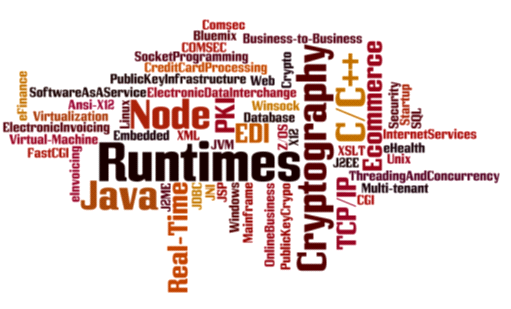 Comsec
Bluemix
Business-to-Business
COMSEC
SocketProgramming
CreditCardProcessing
PublicKeyInfrastructure
Web
Crypto
eFinance
SoftwareAsAService
ElectronicDataInterchange
Ansi-X12
Linux
Node
PKI
Winsock
Virtualization
Database
ElectronicInvoicing
Embedded
XML
EDI
z/OS
X12
Virtual-Machine
JVM
FastCGI
Runtimes
Cryptography
C/C++
Ecommerce
Security
Startup
SQL
InternetServices
XSLT
eHealth
J2EE
Unix
ThreadingAndConcurrency
Multi-tenant
CGI
TCP/IP
eInvoicing
Java
J2ME
Real-Time
JDBC
JNI
JSP
Windows
Mainframe
OnlineBusiness
PublicKeyCrypo